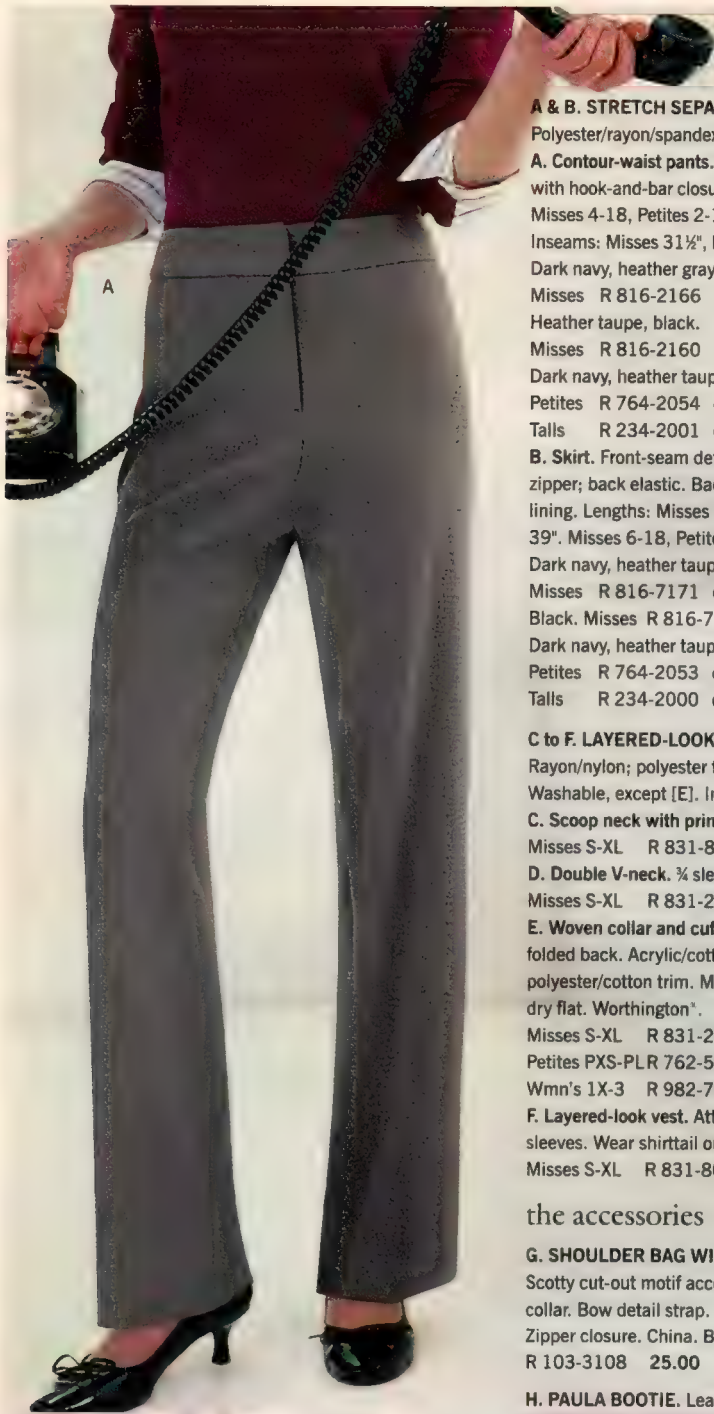 A
A & B. STRETCH SEPA
Polyester/rayon/spandex
A. Contour-waist pants.
with hook-and-bar closu
Misses 4-18, Petites 2-1
Inseams: Misses 31½",
Dark navy, heather gray
Misses R 816-2166
Heather taupe, black.
Misses R 816-2160
Dark navy, heather taup
Petites R 764-2054
Talls R 234-2001
B. Skirt. Front-seam det
zipper; back elastic. Bac
lining. Lengths: Misses
39". Misses 6-18, Petite
Dark navy, heather taup
Misses R 816-7171
Black. Misses R 816-7
Dark navy, heather taup
Petites R 764-2053
Talls R 234-2000
C to F. LAYERED-LOOK
Rayon/nylon; polyester t
Washable, except [E]. I
C. Scoop neck with prin
Misses S-XL R 831-8
D. Double V-neck. ¾ sle
Misses S-XL R 831-2
E. Woven collar and cuf
folded back. Acrylic/cott
polyester/cotton trim. M
dry flat. Worthington®.
Misses S-XL R 831-2
Petites PXS-PL R 762-5
Wmn's 1X-3 R 982-7
F. Layered-look vest. Att
sleeves. Wear shirttail o
Misses S-XL R 831-8
the accessories
G. SHOULDER BAG WI
Scotty cut-out motif acc
collar. Bow detail strap.
Zipper closure. China. B
R 103-3108 25.00
H. PAULA BOOTIE. Lea